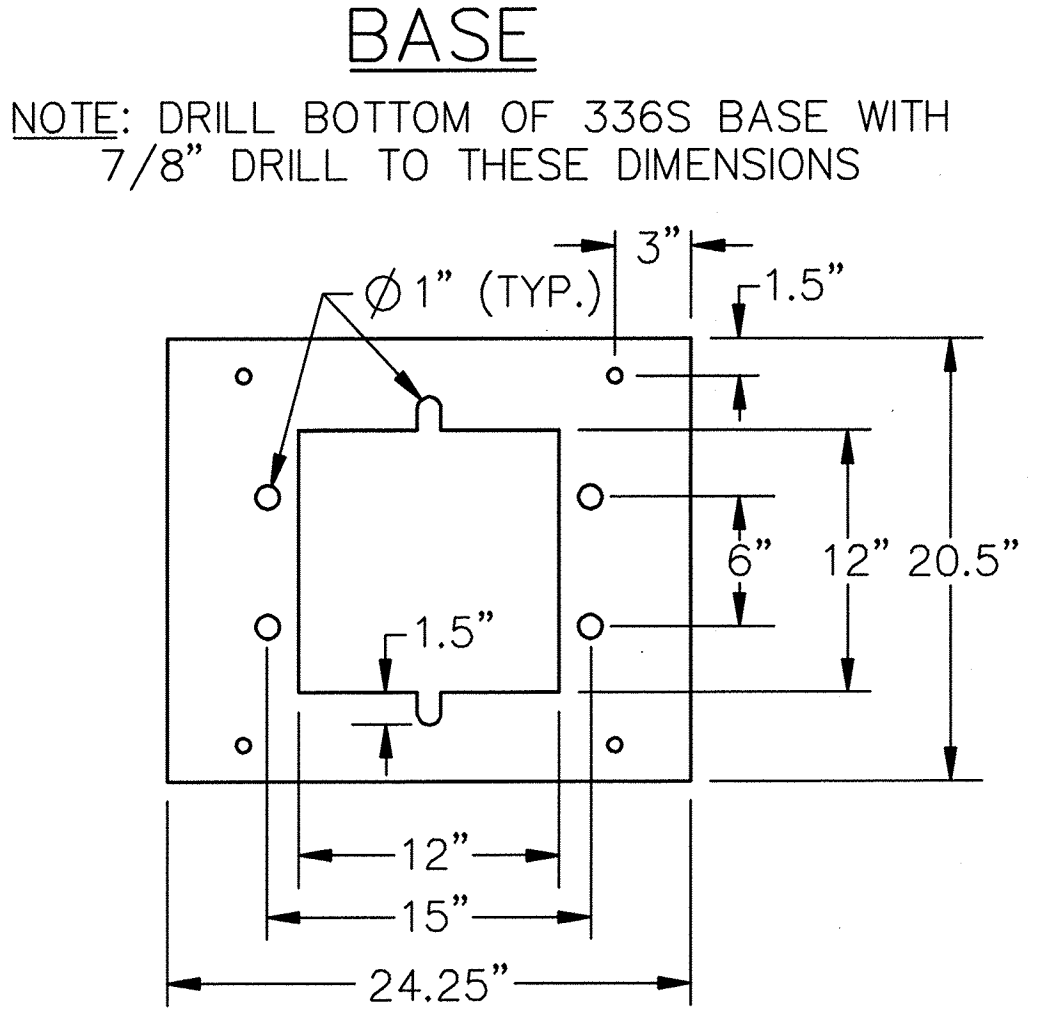 BASE
NOTE: DRILL BOTTOM OF 336S BASE WITH
7/8” DRILL TO THESE DIMENSIONS
3”
1.5”
Ø 1” (TYP.)
6”
12”
20.5”
1.5”
12”
15”
24.25”